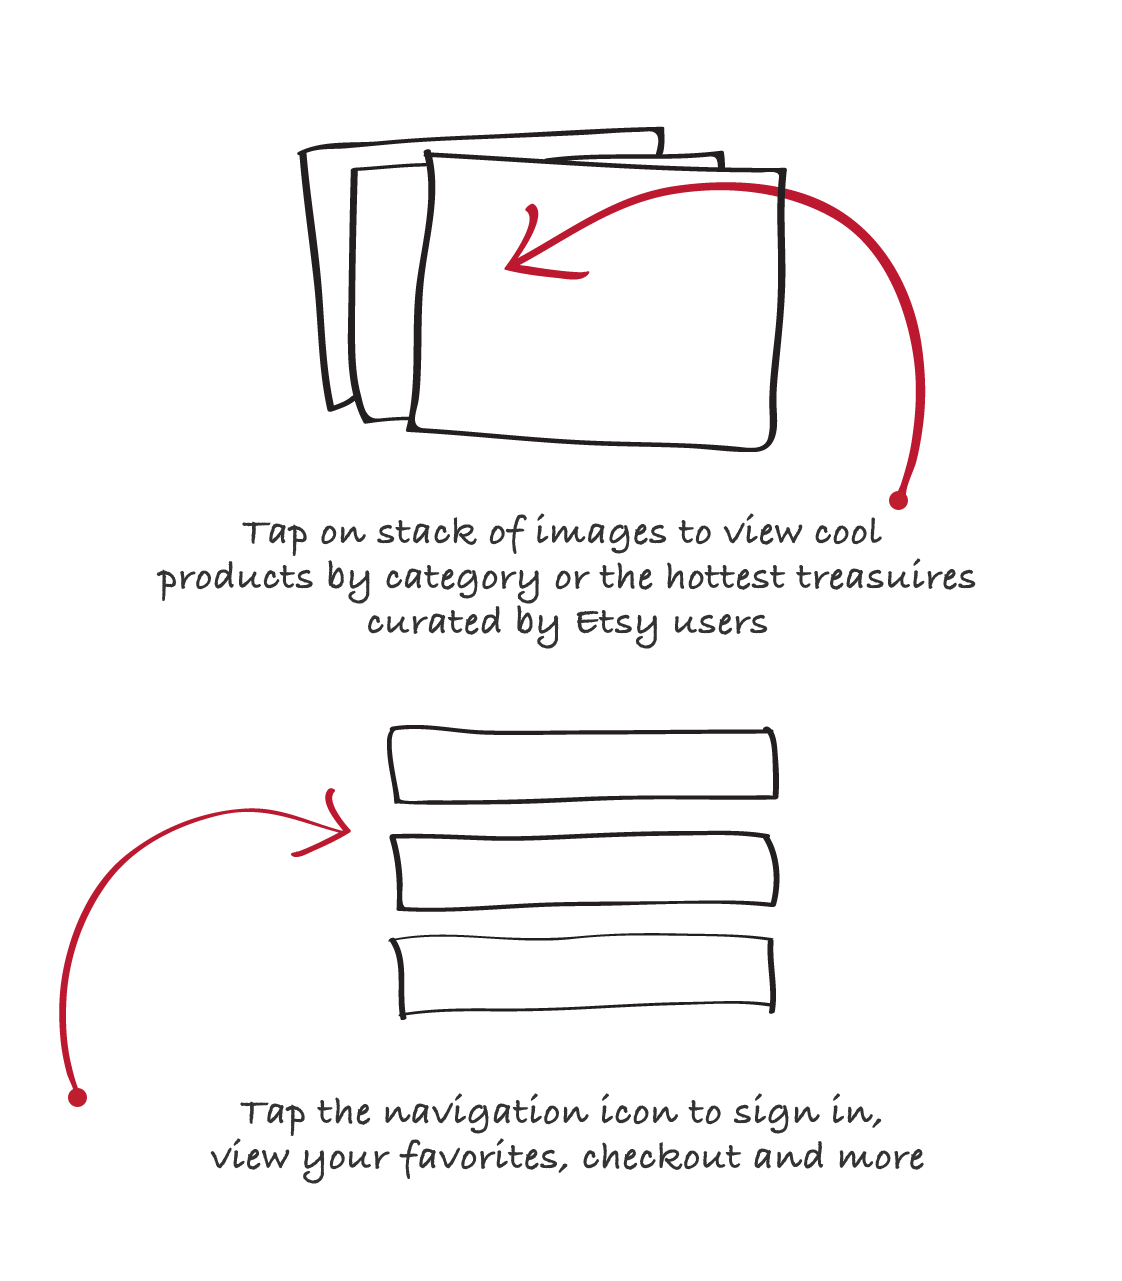 Tap on stack of images to view cool
products by category or the hottest treasuires
curated by Etsy users
Tap the navigation icon to sign in,
view your favorites, checkout and more